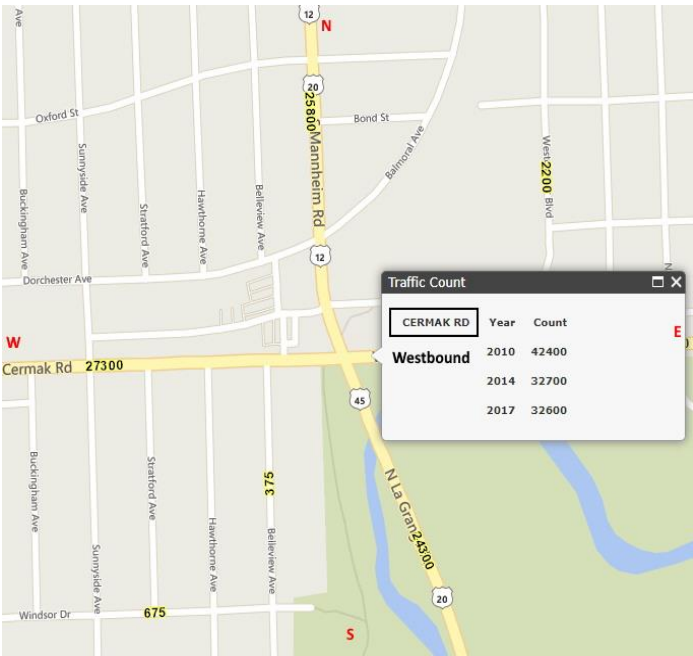 Ave
12
N
20
25800
Mannheim Rd
Oxford St
Bond St
Balmoral Ave
West
2200
Blvd
Sunnyside Ave
Buckingham Ave
Stratford Ave
Hawthorne Ave
Belleview Ave
N
12
Dorchester Ave
Traffic Count
CERMAK RD Year Count
Westbound 2010 42400
2014 32700
2017 32600
W
E
Cermak Rd 27300
45
Buckingham Ave
Stratford Ave
375
N La Grang
24300
Sunnyside Ave
Hawthorne Ave
Belleview Ave
20
Windsor Dr 675
S